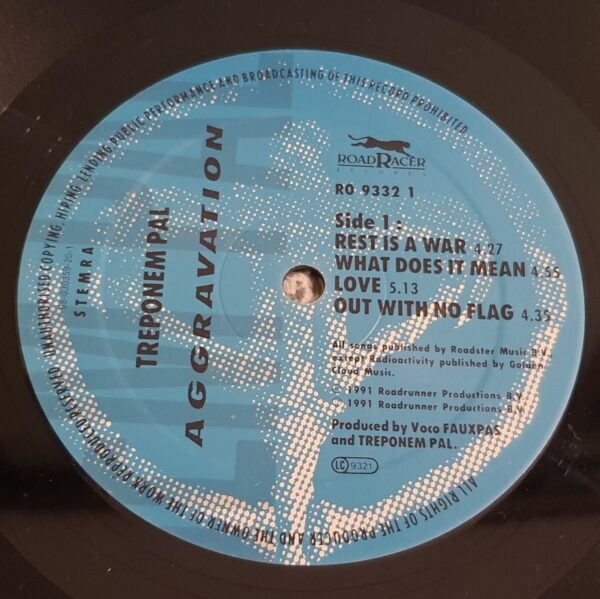 ALL RIGHTS OF THE PRODUCER AND THE OWNER OF THE WORK REPRODUCED RESERVED UNAUTHORISED COPYING, HIRING, LENDING, PUBLIC PERFORMANCE AND BROADCASTING OF THIS RECORD PROHIBITED.
STEMRA
TREPONEM PAL
AGGRAVATION
ROADRACER
RECORDS
RO 9332 1
Side 1 :
REST IS A WAR 4.27
WHAT DOES IT MEAN 4.55
LOVE 5.13
OUT WITH NO FLAG 4.35
All songs published by Roadster Music B.V.,
except Radioactivity published by Golden
Cloud Music.
℗ 1991 Roadrunner Productions B.V.
© 1991 Roadrunner Productions B.V.
Produced by Voco FAUXPAS
and TREPONEM PAL.
LC 9321